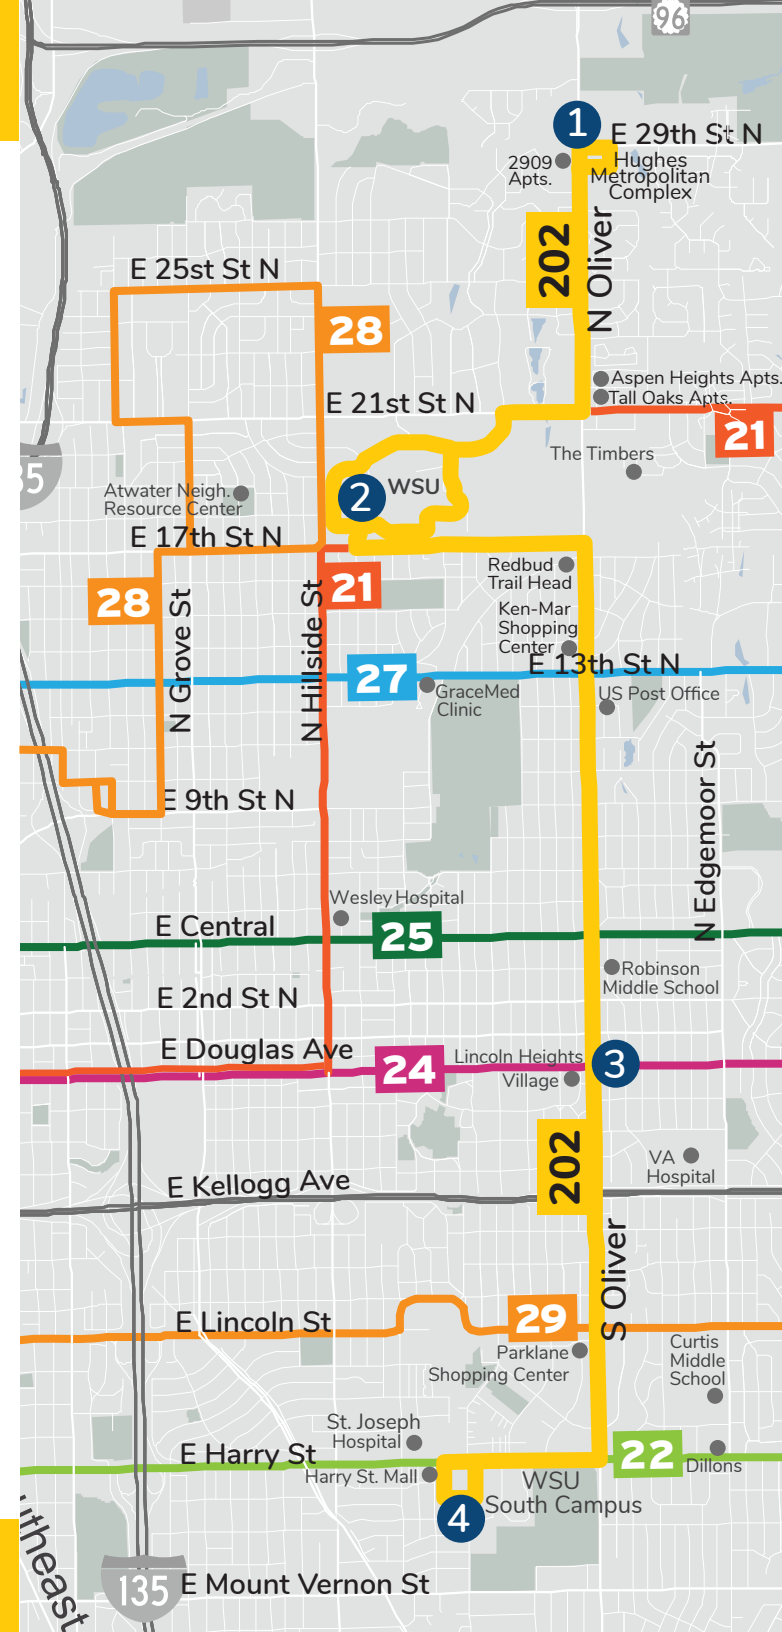 96
1
E 29th St N
2909
Apts.
Hughes
Metropolitan
Complex
202
N Oliver
E 25st St N
28
Aspen Heights Apts.
Tall Oaks Apts.
E 21st St N
21
The Timbers
35
WSU
2
Atwater Neigh.
Resource Center
E 17th St N
Redbud
Trail Head
28
21
N Grove St
N Hillside St
Ken-Mar
Shopping
Center
E 13th St N
27
GraceMed
Clinic
US Post Office
N Edgemoor St
E 9th St N
Wesley Hospital
E Central
25
Robinson
Middle School
E 2nd St N
E Douglas Ave
24
Lincoln Heights
Village
3
202
VA
Hospital
E Kellogg Ave
S Oliver
E Lincoln St
29
Parklane
Shopping Center
Curtis
Middle
School
St. Joseph
Hospital
E Harry St
22
Dillons
Harry St. Mall
WSU
South Campus
4
utheast
135
E Mount Vernon St